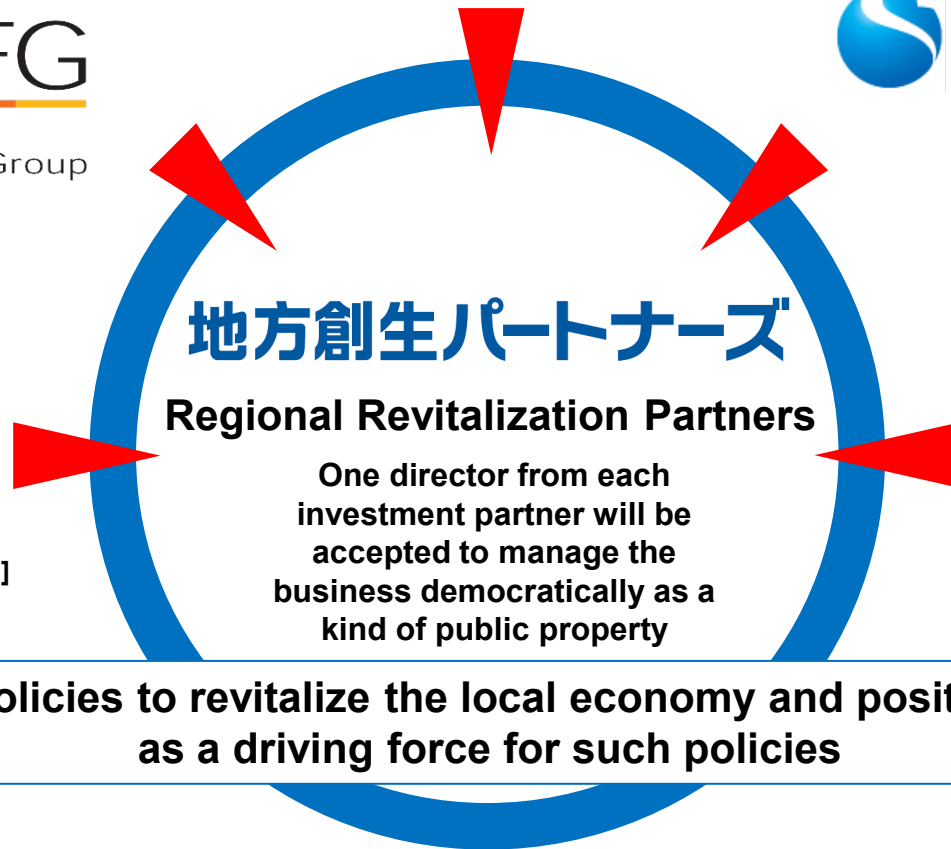 FG
Group
地方創生パートナーズ
Regional Revitalization Partners
One director from each
investment partner will be
accepted to manage the
business democratically as a
kind of public property
]
olicies to revitalize the local economy and posit
as a driving force for such policies